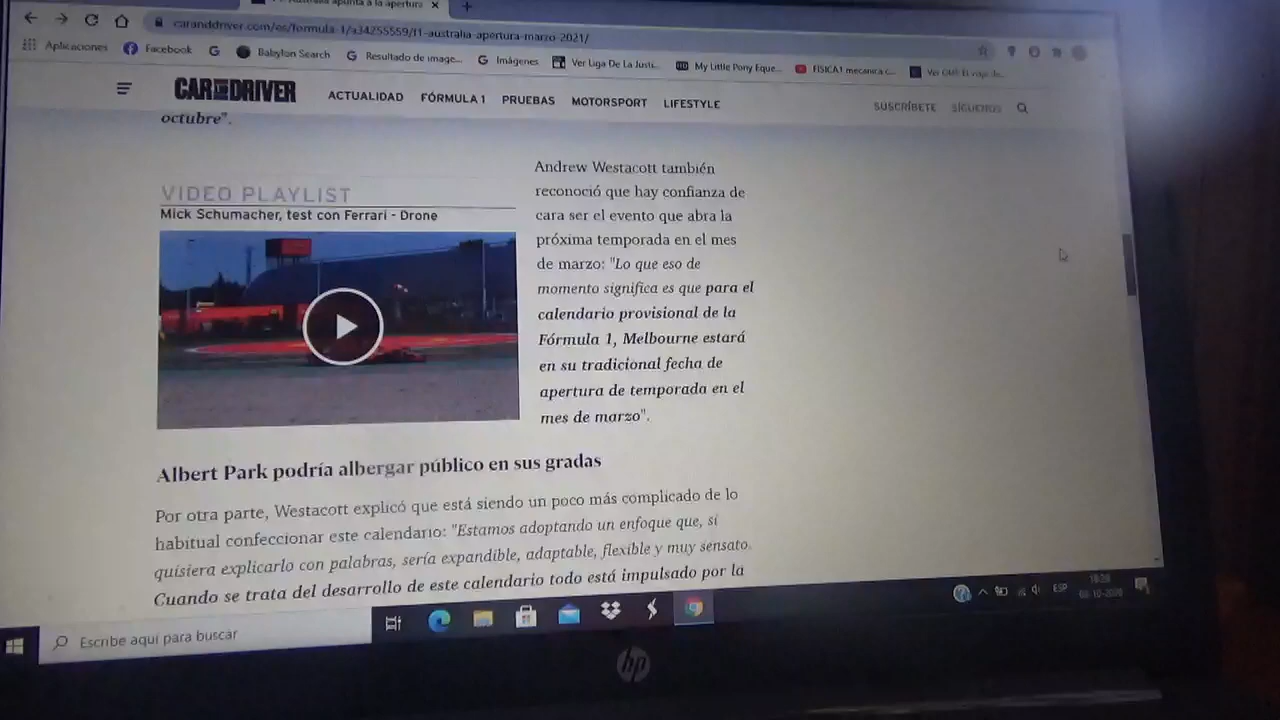 Australia apunta a la apertura
caranddriver.com/es/formula-1/a34255559/f1-australia-apertura-marzo-2021/
Aplicaciones Facebook Babylon Search Resultado de image... Imágenes Ver Liga De La Justi... My Little Pony Eque... FISICA1 mecanica c...
CAR AND DRIVER ACTUALIDAD FÓRMULA 1 PRUEBAS MOTORSPORT LIFESTYLE SUSCRÍBETE SÍGUENOS
octubre".
VIDEO PLAYLIST
Mick Schumacher, test con Ferrari - Drone
Andrew Westacott también
reconoció que hay confianza de
cara ser el evento que abra la
próxima temporada en el mes
de marzo: "Lo que eso de
momento significa es que para el
calendario provisional de la
Fórmula 1, Melbourne estará
en su tradicional fecha de
apertura de temporada en el
mes de marzo".
Albert Park podría albergar público en sus gradas
Por otra parte, Westacott explicó que está siendo un poco más complicado de lo
habitual confeccionar este calendario: "Estamos adoptando un enfoque que, si
quisiera explicarlo con palabras, sería expandible, adaptable, flexible y muy sensato.
Cuando se trata del desarrollo de este calendario todo está impulsado por la
Escribe aquí para buscar
ESP
hp